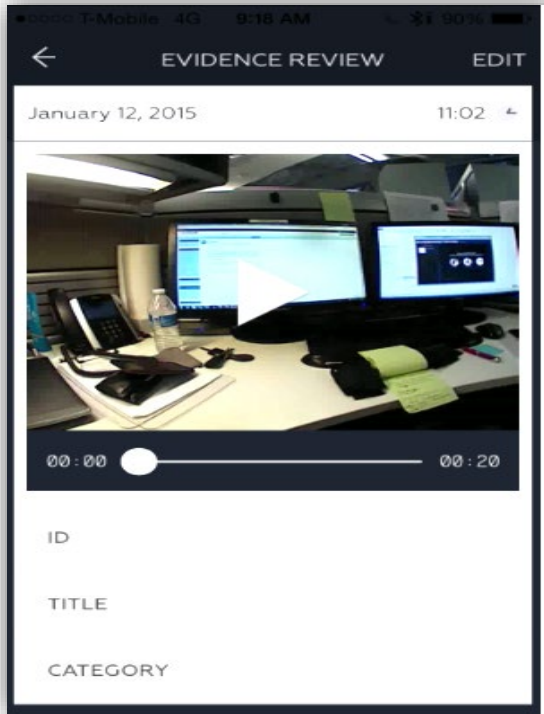 T-Mobile 4G 9:18 AM 90%
EVIDENCE REVIEW EDIT
January 12, 2015 11:02
00:00 00:20
ID
TITLE
CATEGORY